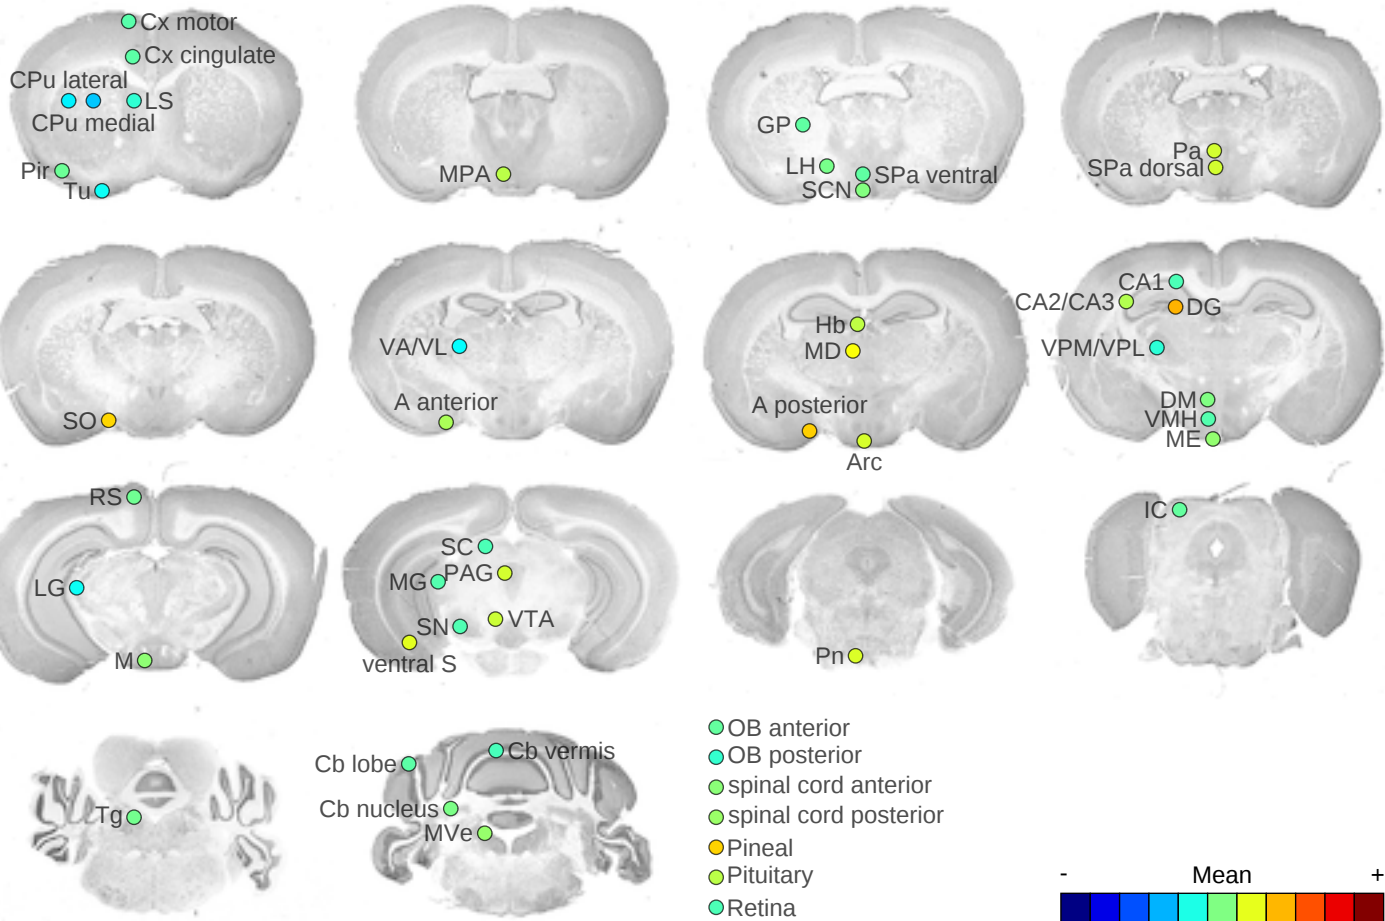 Cx motor
Cx cingulate
CPu lateral
LS
CPu medial
Pir
Tu
MPA
GP
LH
SPa ventral
SCN
Pa
SPa dorsal
SO
VA/VL
A anterior
Hb
MD
A posterior
Arc
CA1
CA2/CA3
DG
VPM/VPL
DM
VMH
ME
RS
LG
M
SC
MG
PAG
SN
VTA
ventral S
Pn
IC
Tg
Cb lobe
Cb vermis
Cb nucleus
MVe
OB anterior
OB posterior
spinal cord anterior
spinal cord posterior
Pineal
Pituitary
Retina
- Mean +